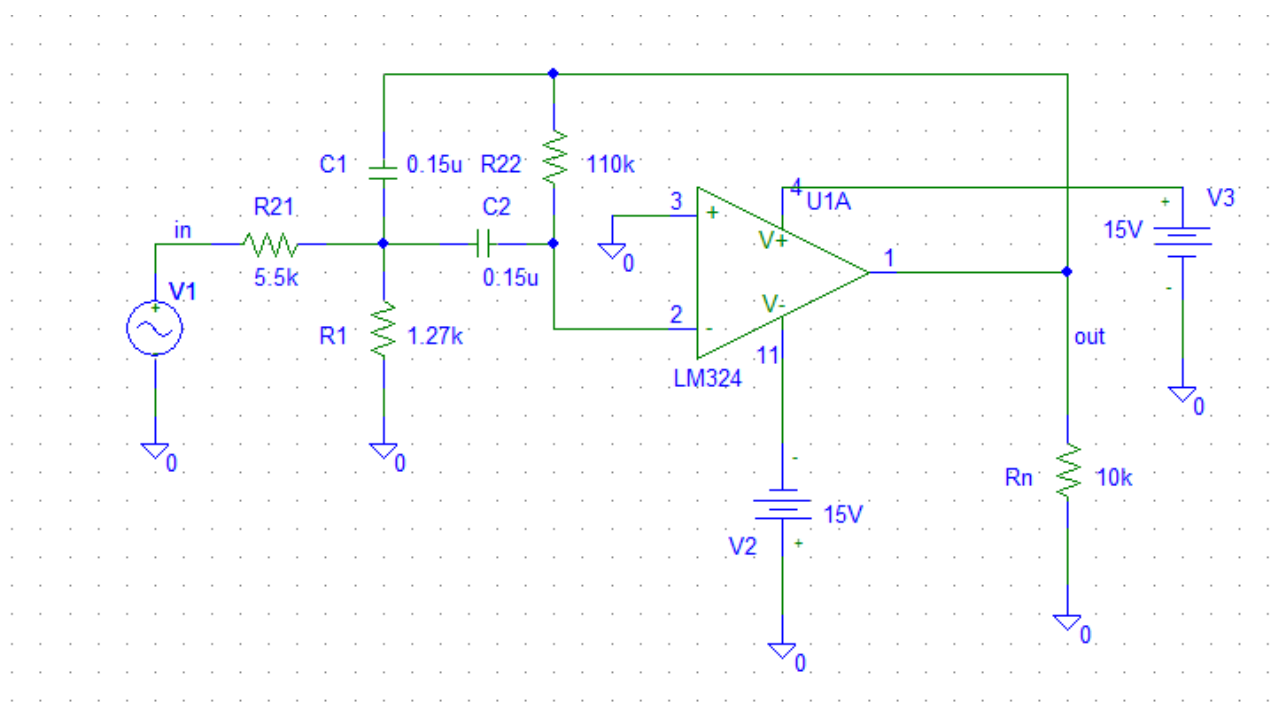 C1
0.15u
R22
110k
R21
in
5.5k
C2
0.15u
V1
+
R1
1.27k
0
0
3
+
0
2
-
4
U1A
V+
V-
11
1
LM324
+
V3
15V
-
0
out
-
15V
V2
+
0
Rn
10k
0